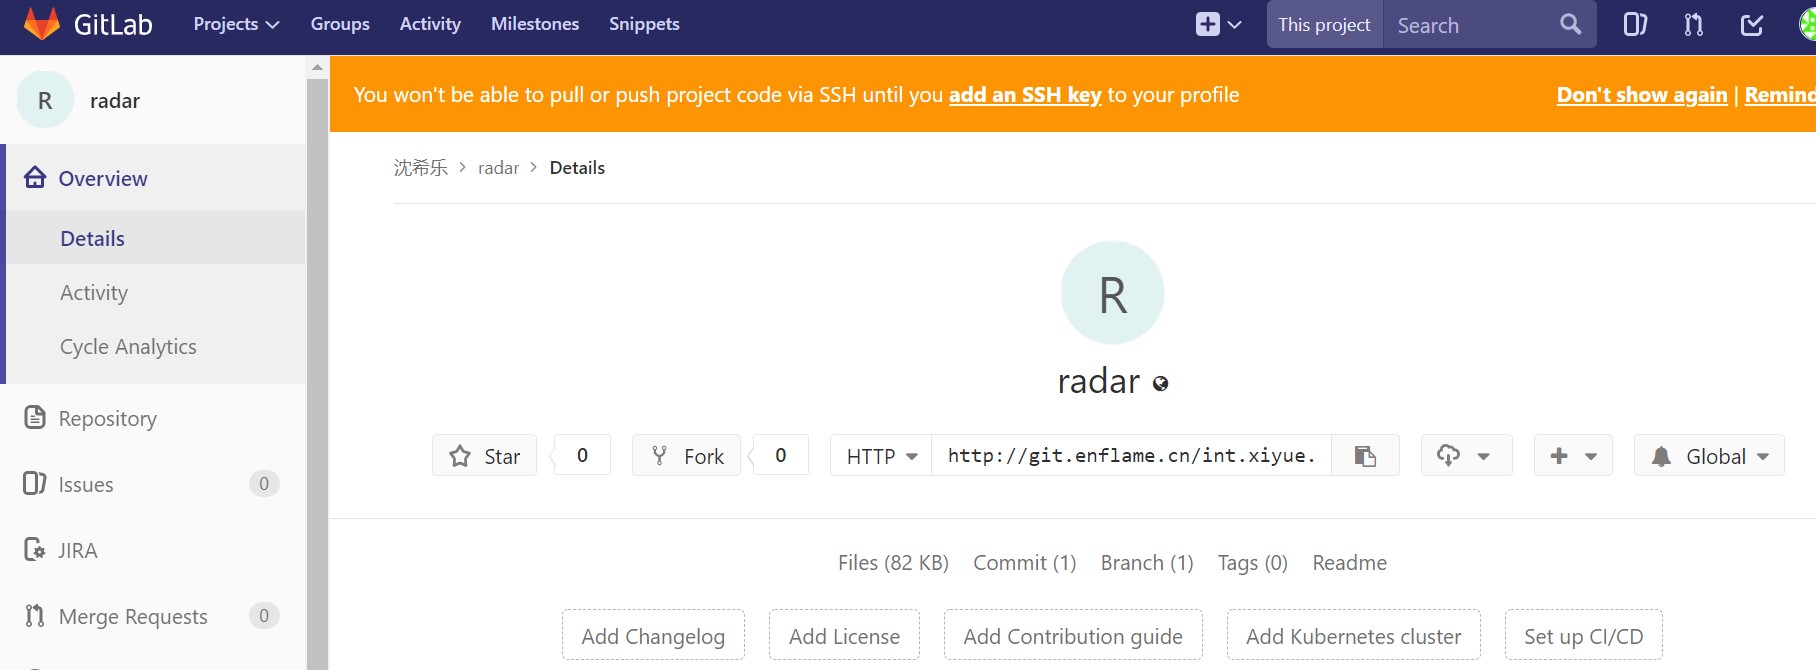 GitLab Projects Groups Activity Milestones Snippets This project Search
R radar
You won't be able to pull or push project code via SSH until you add an SSH key to your profile Don't show again | Remind
Overview
Details
Activity
Cycle Analytics
Repository
Issues 0
JIRA
Merge Requests 0
沈希乐 > radar > Details
R
radar
Star 0 Fork 0 HTTP http://git.enflame.cn/int.xiyue. Global
Files (82 KB) Commit (1) Branch (1) Tags (0) Readme
Add Changelog Add License Add Contribution guide Add Kubernetes cluster Set up CI/CD